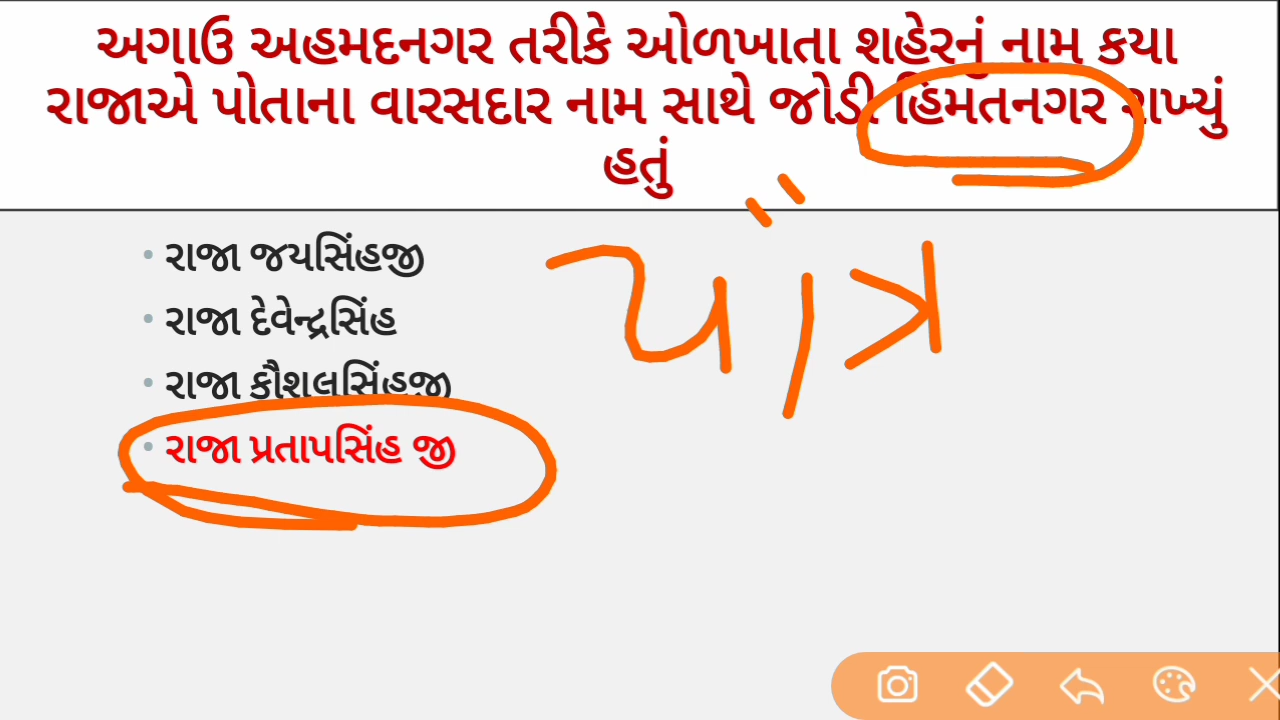 અગાઉ અહમદનગર તરીકે ઓળખાતા શહેરનું નામ કયા
રાજાએ પોતાના વારસદાર નામ સાથે જોડી હિંમતનગર રાખ્યું
હતું
• રાજા જયસિંહજી
• રાજા દેવેન્દ્રસિંહ
• રાજા કૌશલસિંહજી
• રાજા પ્રતાપસિંહ જી